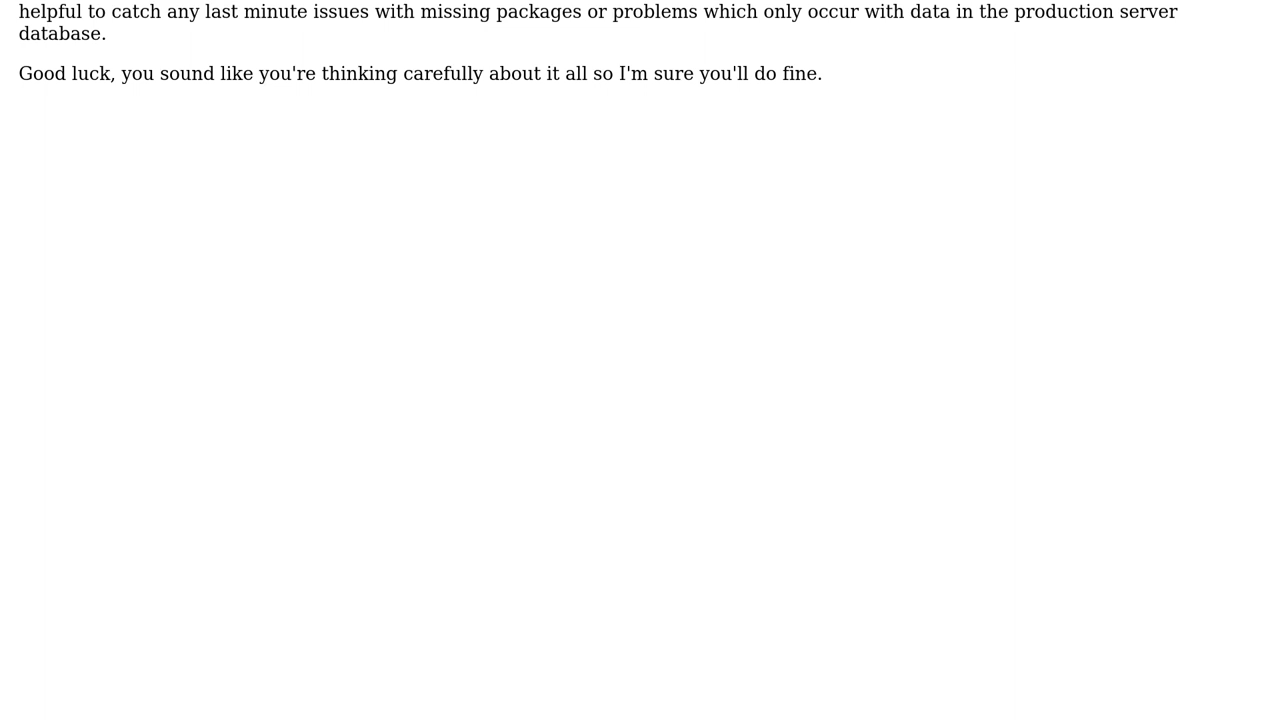 helpful to catch any last minute issues with missing packages or problems which only occur with data in the production server
database.
Good luck, you sound like you're thinking carefully about it all so I'm sure you'll do fine.